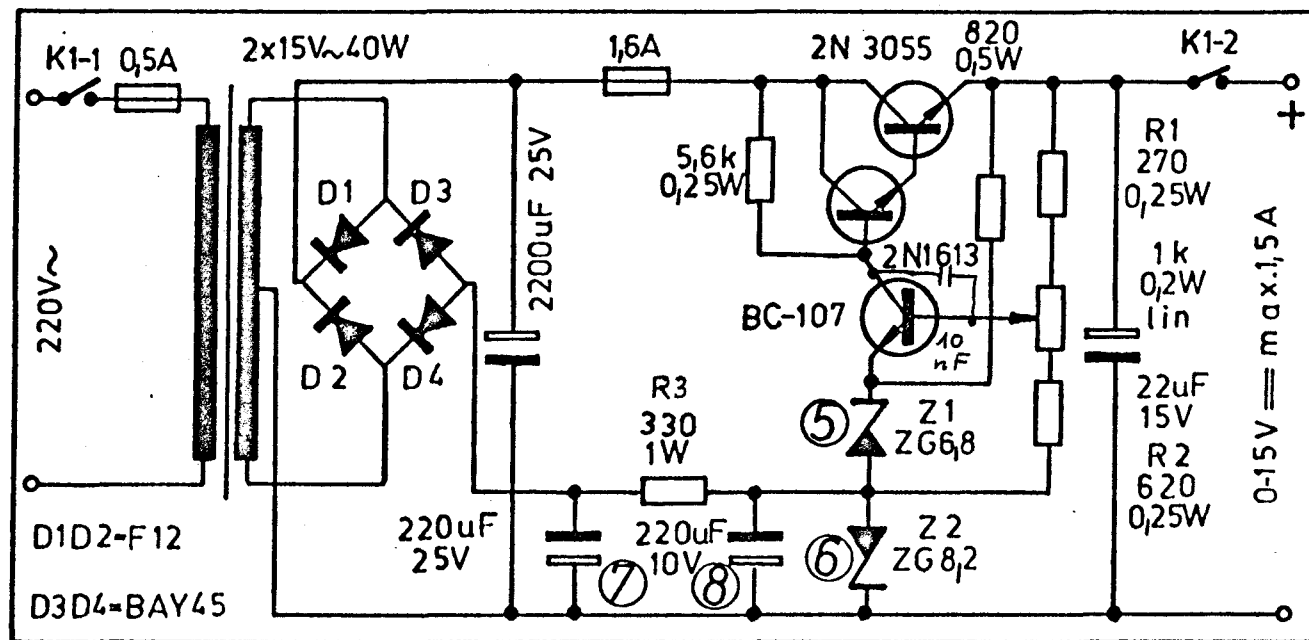 K1-1
0,5A
2x15V~40W
1,6A
2N 3055
820
0,5W
K1-2
+
220V~
D1
D3
D2
D4
2200uF 25V
5,6k
0,25W
2N1613
BC-107
10
nF
R1
270
0,25W
1k
0,2W
lin
22uF
15V
R2
620
0,25W
0-15V = max.1,5A
R3
330
1W
5
Z1
ZG6,8
6
Z2
ZG8,2
220uF
25V
7
220uF
10V
8
D1D2=F12
D3D4=BAY45